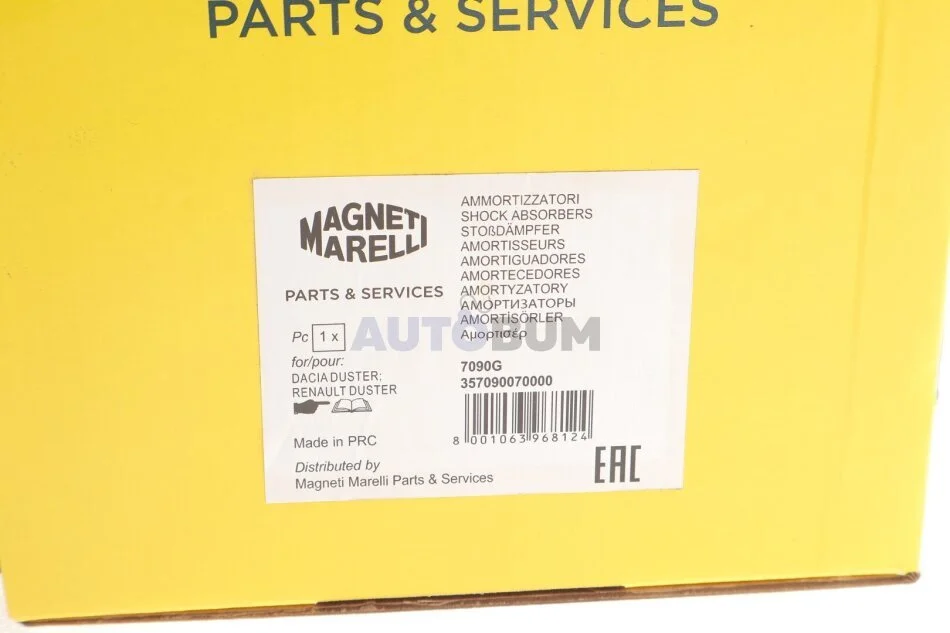 PARTS & SERVICES
MAGNETI
MARELLI
PARTS & SERVICES
Pc 1 x
for/pour:
DACIA DUSTER;
RENAULT DUSTER
Made in PRC
Distributed by
Magneti Marelli Parts & Services
AMMORTIZZATORI
SHOCK ABSORBERS
STOßDÄMPFER
AMORTISSEURS
AMORTIGUADORES
AMORTECEDORES
AMORTYZATORY
АМОРТИЗАТОРЫ
AMORTİSÖRLER
Αμορτισέρ
AUTOBUM
7090G
357090070000
8 001063 968124
EAC